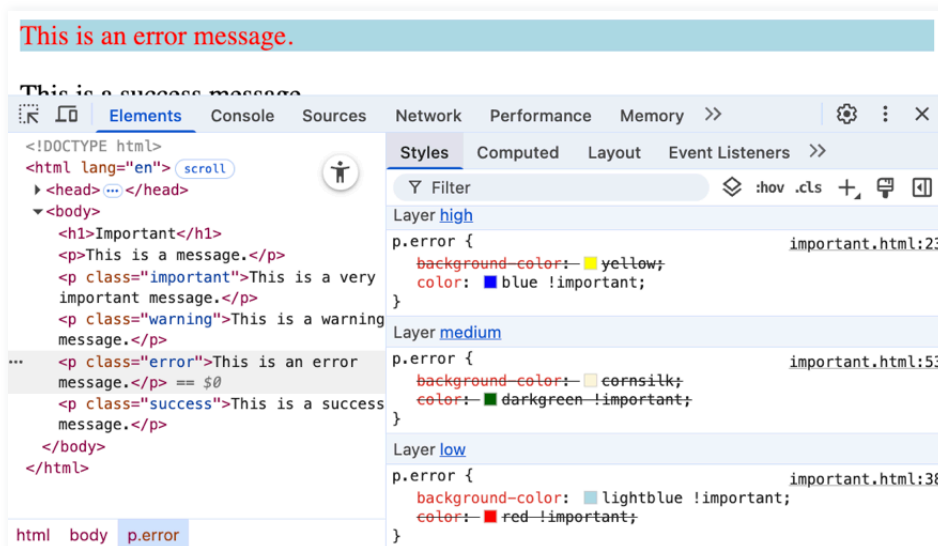 This is an error message.
This is a success message.
Elements Console Sources Network Performance Memory
<!DOCTYPE html>
<html lang="en"> scroll
<head> ··· </head>
<body>
<h1>Important</h1>
<p>This is a message.</p>
<p class="important">This is a very
important message.</p>
<p class="warning">This is a warning
message.</p>
··· <p class="error">This is an error
message.</p> == $0
<p class="success">This is a success
message.</p>
</body>
</html>
html body p.error
Styles Computed Layout Event Listeners
Filter :hov .cls
Layer high
p.error { important.html:23
background-color: yellow;
color: blue !important;
}
Layer medium
p.error { important.html:53
background-color: cornsilk;
color: darkgreen !important;
}
Layer low
p.error { important.html:38
background-color: lightblue !important;
color: red !important;
}